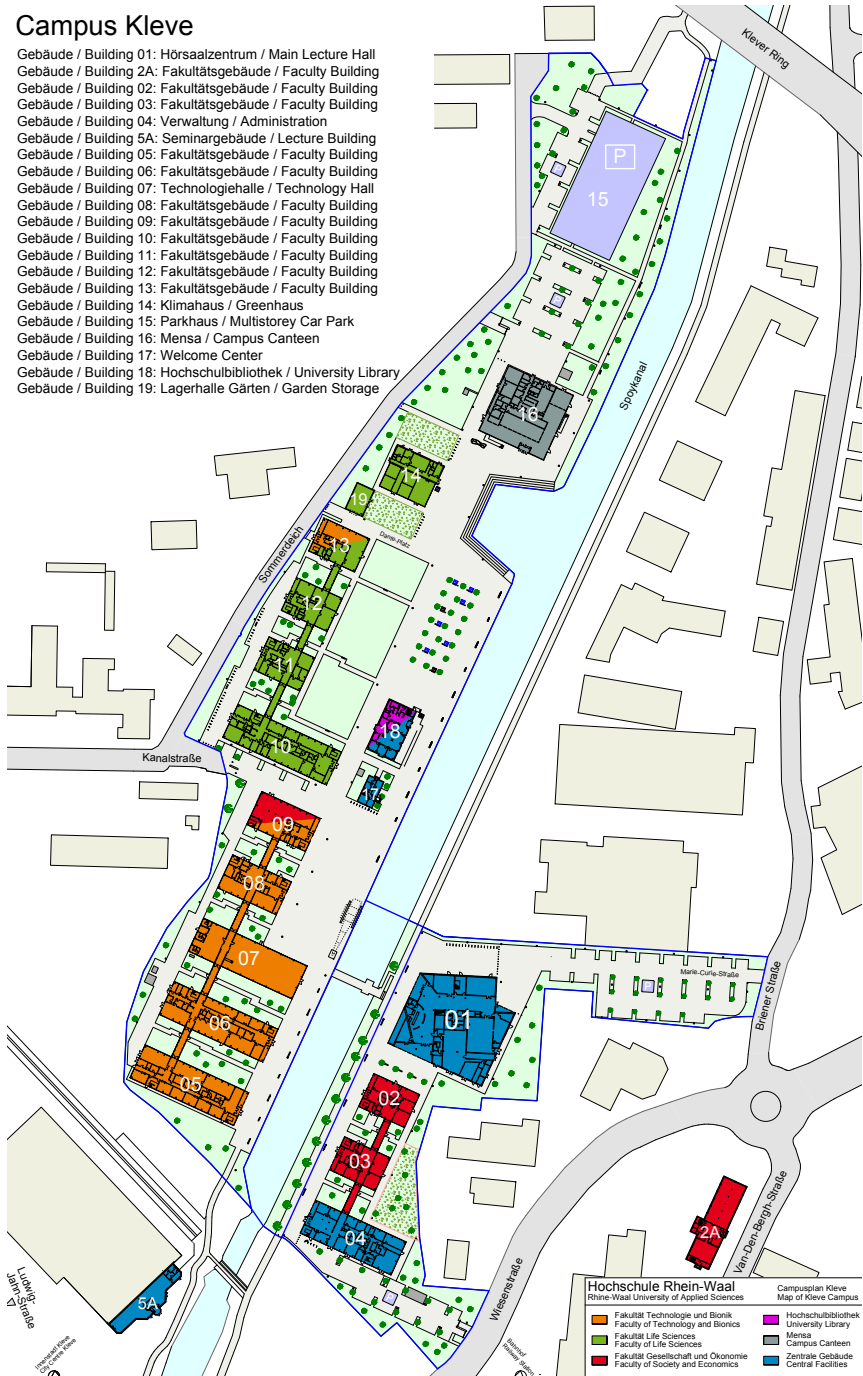 Campus Kleve
Gebäude / Building 01: Hörsaalzentrum / Main Lecture Hall
Gebäude / Building 2A: Fakultätsgebäude / Faculty Building
Gebäude / Building 02: Fakultätsgebäude / Faculty Building
Gebäude / Building 03: Fakultätsgebäude / Faculty Building
Gebäude / Building 04: Verwaltung / Administration
Gebäude / Building 5A: Seminargebäude / Lecture Building
Gebäude / Building 05: Fakultätsgebäude / Faculty Building
Gebäude / Building 06: Fakultätsgebäude / Faculty Building
Gebäude / Building 07: Technologiehalle / Technology Hall
Gebäude / Building 08: Fakultätsgebäude / Faculty Building
Gebäude / Building 09: Fakultätsgebäude / Faculty Building
Gebäude / Building 10: Fakultätsgebäude / Faculty Building
Gebäude / Building 11: Fakultätsgebäude / Faculty Building
Gebäude / Building 12: Fakultätsgebäude / Faculty Building
Gebäude / Building 13: Fakultätsgebäude / Faculty Building
Gebäude / Building 14: Klimahaus / Greenhaus
Gebäude / Building 15: Parkhaus / Multistorey Car Park
Gebäude / Building 16: Mensa / Campus Canteen
Gebäude / Building 17: Welcome Center
Gebäude / Building 18: Hochschulbibliothek / University Library
Gebäude / Building 19: Lagerhalle Gärten / Garden Storage
Klever Ring
P
P
15
P
Spoykanal
16
14
19
Dante-Platz
13
Sommerdeich
12
11
18
10
Kanalstraße
17
09
08
07
Marie-Curie-Straße
P
Briener Straße
01
06
05
02
03
04
2A
Van-Den-Bergh-Straße
Wiesenstraße
P
5A
Ludwig-
Jahn-Straße
Innenstadt Kleve
City Centre Kleve
Bahnhof
Railway Station
Hochschule Rhein-Waal
Rhine-Waal University of Applied Sciences
Campusplan Kleve
Map of Kleve Campus
Fakultät Technologie und Bionik
Faculty of Technology and Bionics
Fakultät Life Sciences
Faculty of Life Sciences
Fakultät Gesellschaft und Ökonomie
Faculty of Society and Economics
Hochschulbibliothek
University Library
Mensa
Campus Canteen
Zentrale Gebäude
Central Facilities